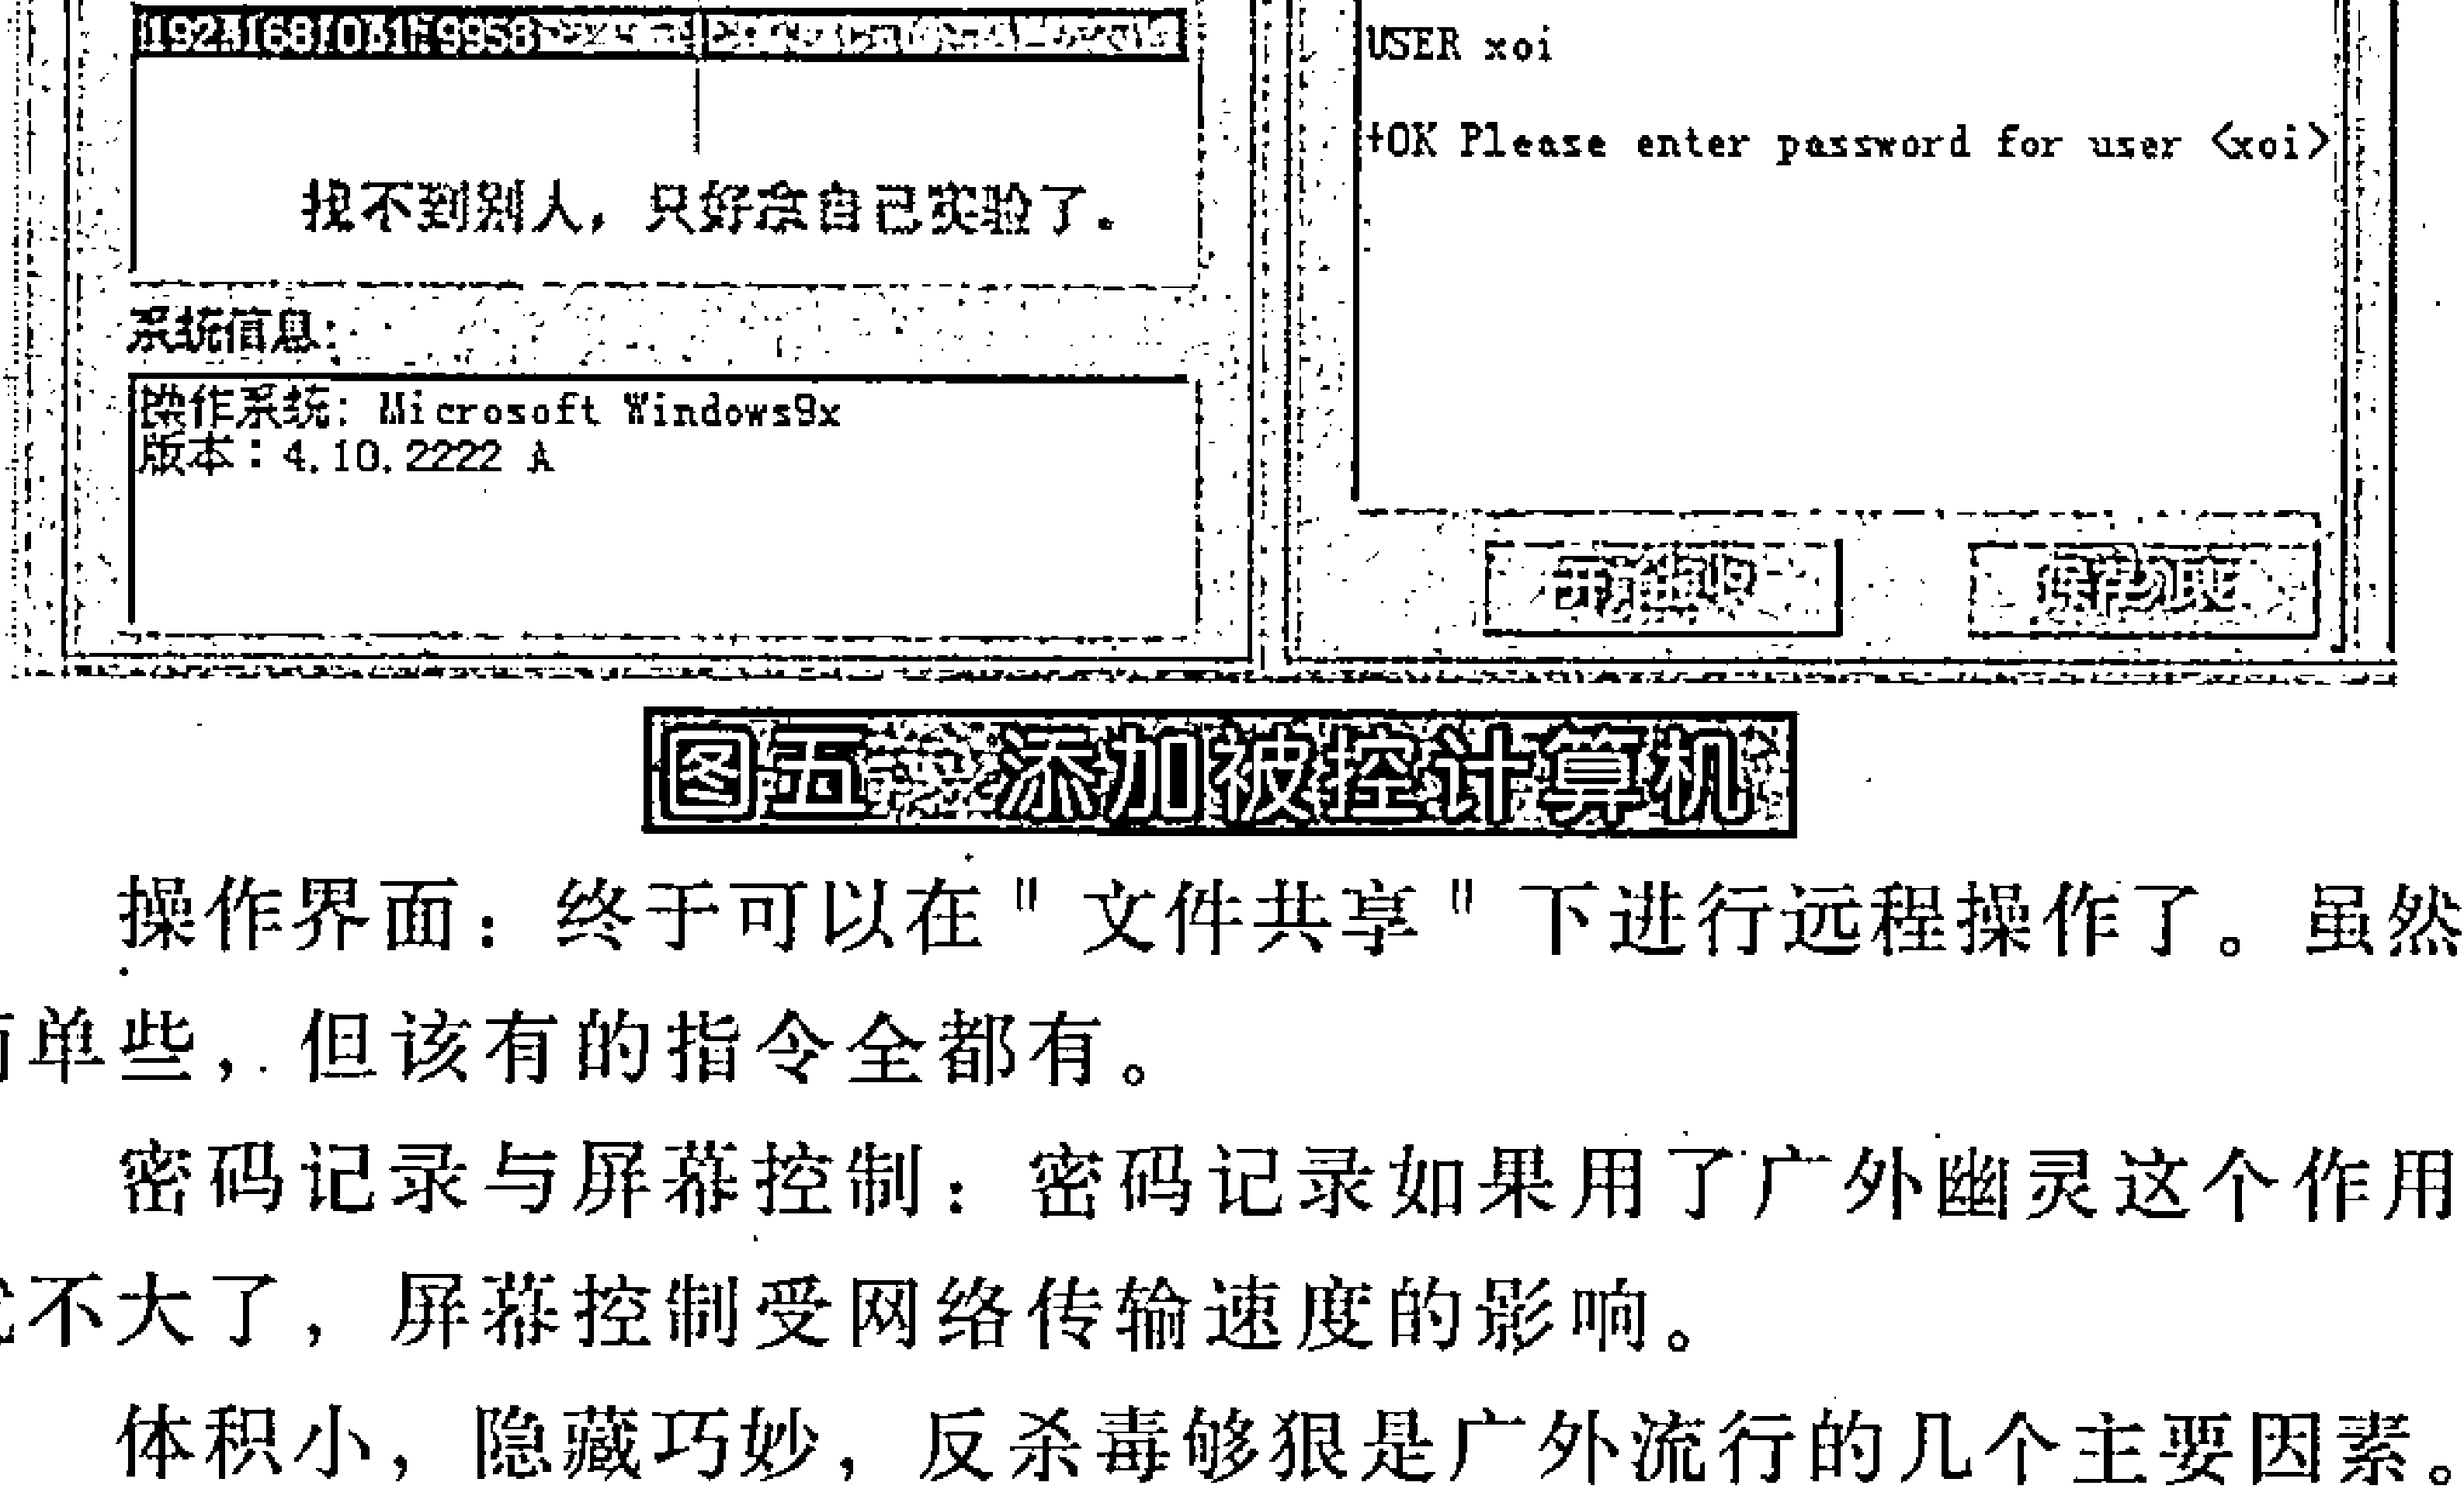 192.168.0.1:9958
找不到别人，只好拿自己实验了。
系统信息:
操作系统: Microsoft Windows9x
版本：4.10.2222 A
USER xoi
+OK Please enter password for user <xoi>
图五 添加被控计算机
操作界面：终于可以在"文件共享"下进行远程操作了。虽然
单些，但该有的指令全都有。
密码记录与屏幕控制：密码记录如果用了广外幽灵这个作用
不大了，屏幕控制受网络传输速度的影响。
体积小，隐藏巧妙，反杀毒够狠是广外流行的几个主要因素。